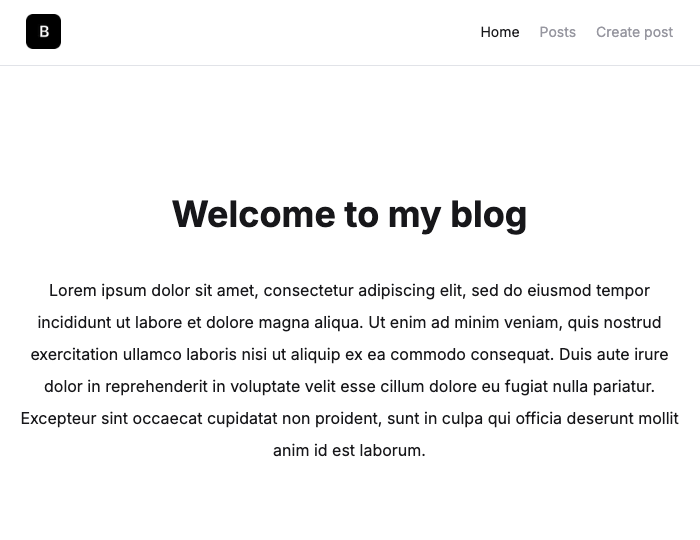 B
Home Posts Create post
Welcome to my blog
Lorem ipsum dolor sit amet, consectetur adipiscing elit, sed do eiusmod tempor
incididunt ut labore et dolore magna aliqua. Ut enim ad minim veniam, quis nostrud
exercitation ullamco laboris nisi ut aliquip ex ea commodo consequat. Duis aute irure
dolor in reprehenderit in voluptate velit esse cillum dolore eu fugiat nulla pariatur.
Excepteur sint occaecat cupidatat non proident, sunt in culpa qui officia deserunt mollit
anim id est laborum.